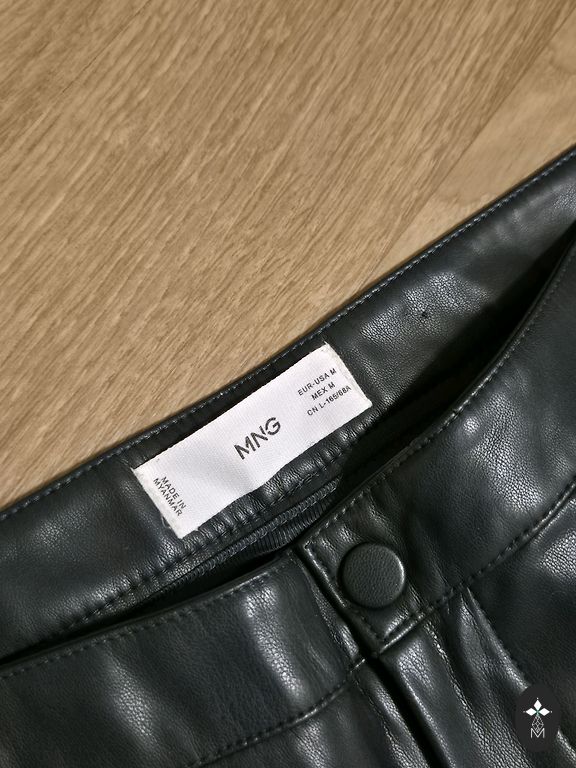 MADE IN
MYANMAR
MNG
EUR-USA M
MEX M
CN L-165/68A
M